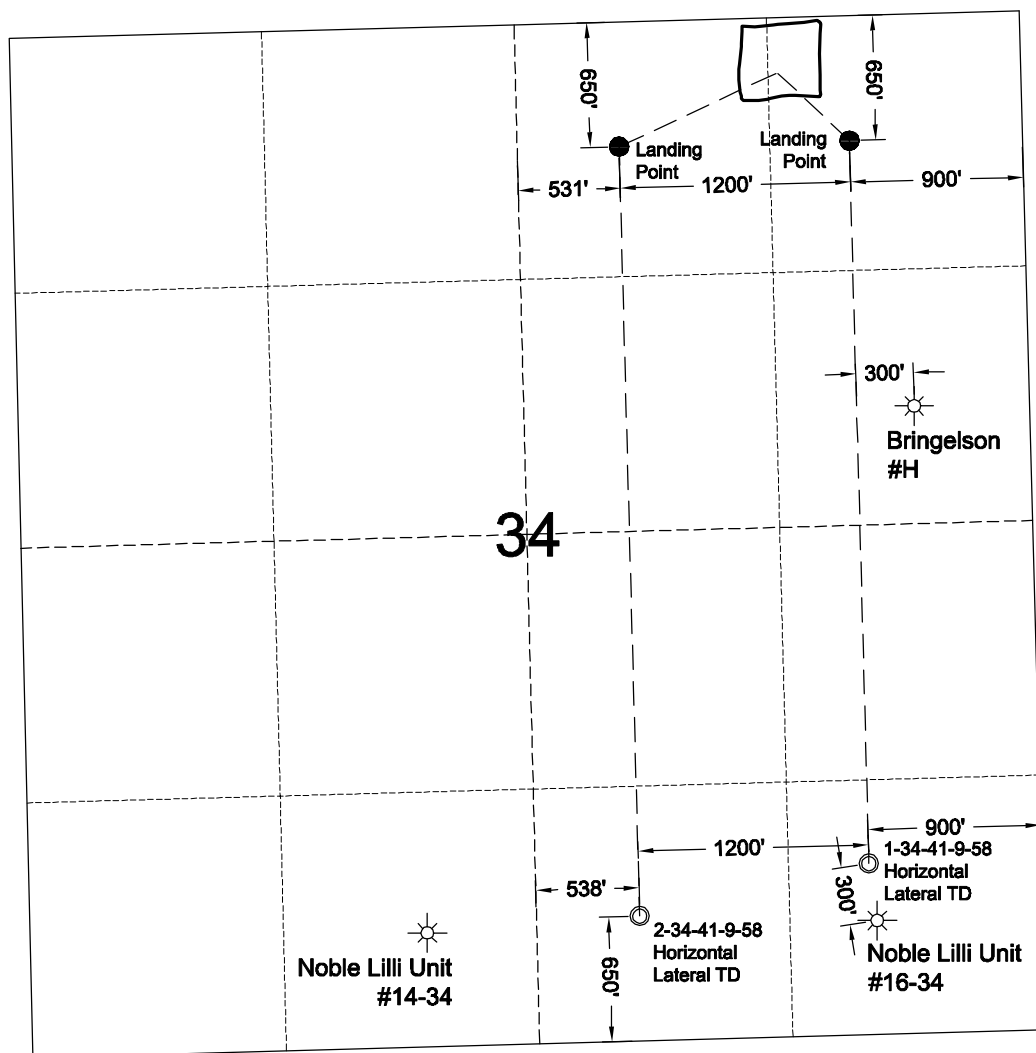 650'
650'
Landing
Point
Landing
Point
531'
1200'
900'
300'
Bringelson
#H
34
900'
1200'
1-34-41-9-58
Horizontal
Lateral TD
300'
538'
2-34-41-9-58
Horizontal
Lateral TD
650'
Noble Lilli Unit
#14-34
Noble Lilli Unit
#16-34